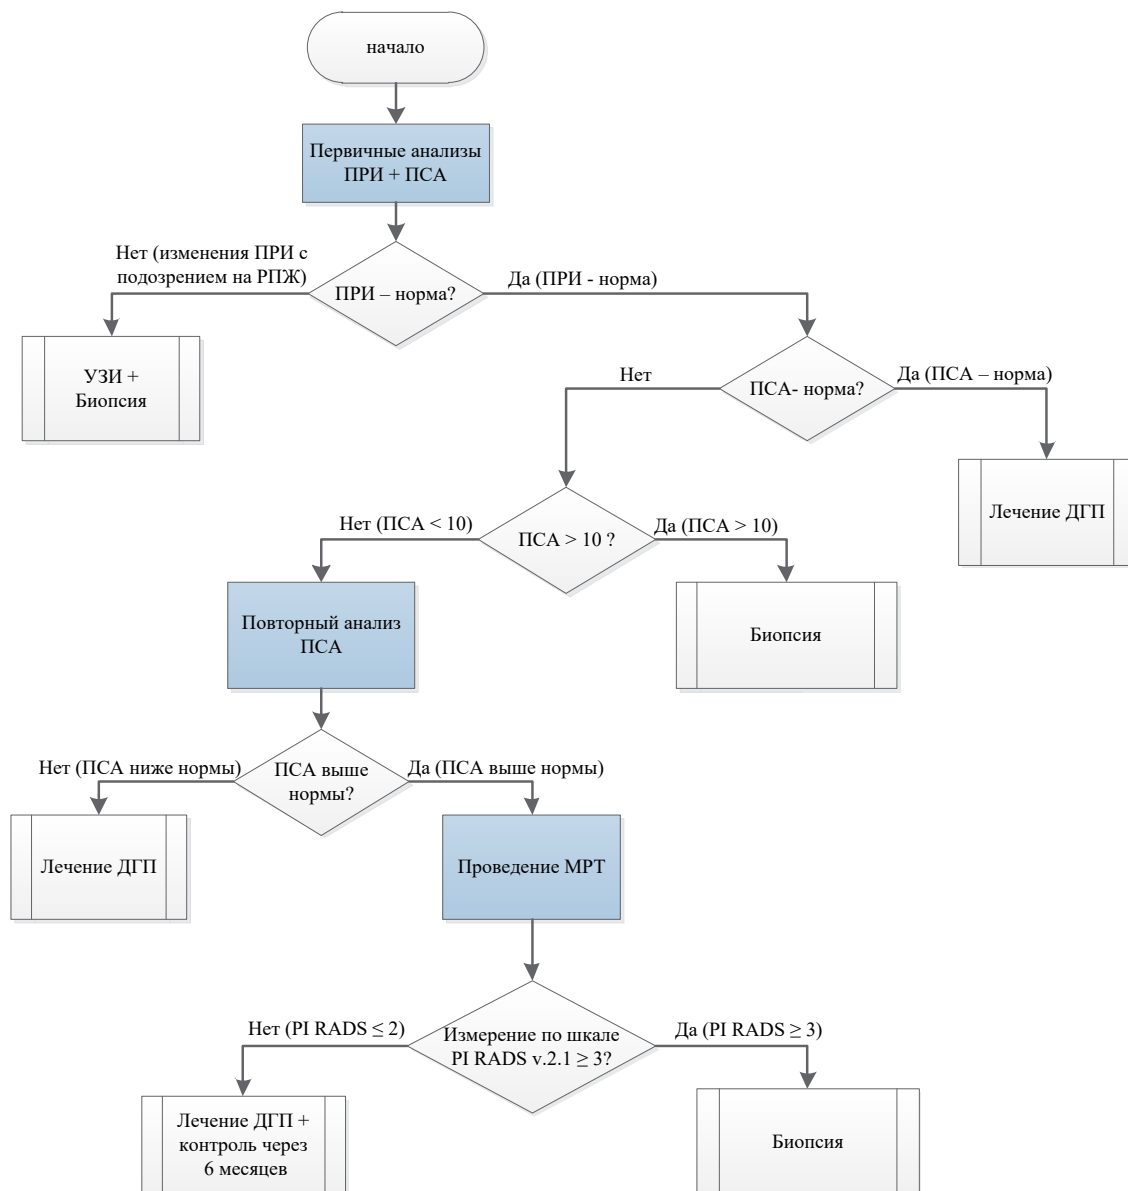 начало
Первичные анализы
ПРИ + ПСА
Нет (изменения ПРИ с
подозрением на РПЖ)
ПРИ – норма?
Да (ПРИ - норма)
УЗИ +
Биопсия
Нет
ПСА- норма?
Да (ПСА – норма)
Лечение ДГП
Нет (ПСА < 10)
ПСА > 10 ?
Да (ПСА > 10)
Повторный анализ
ПСА
Биопсия
Нет (ПСА ниже нормы)
ПСА выше
нормы?
Да (ПСА выше нормы)
Лечение ДГП
Проведение МРТ
Нет (PI RADS ≤ 2)
Измерение по шкале
PI RADS v.2.1 ≥ 3?
Да (PI RADS ≥ 3)
Лечение ДГП +
контроль через
6 месяцев
Биопсия